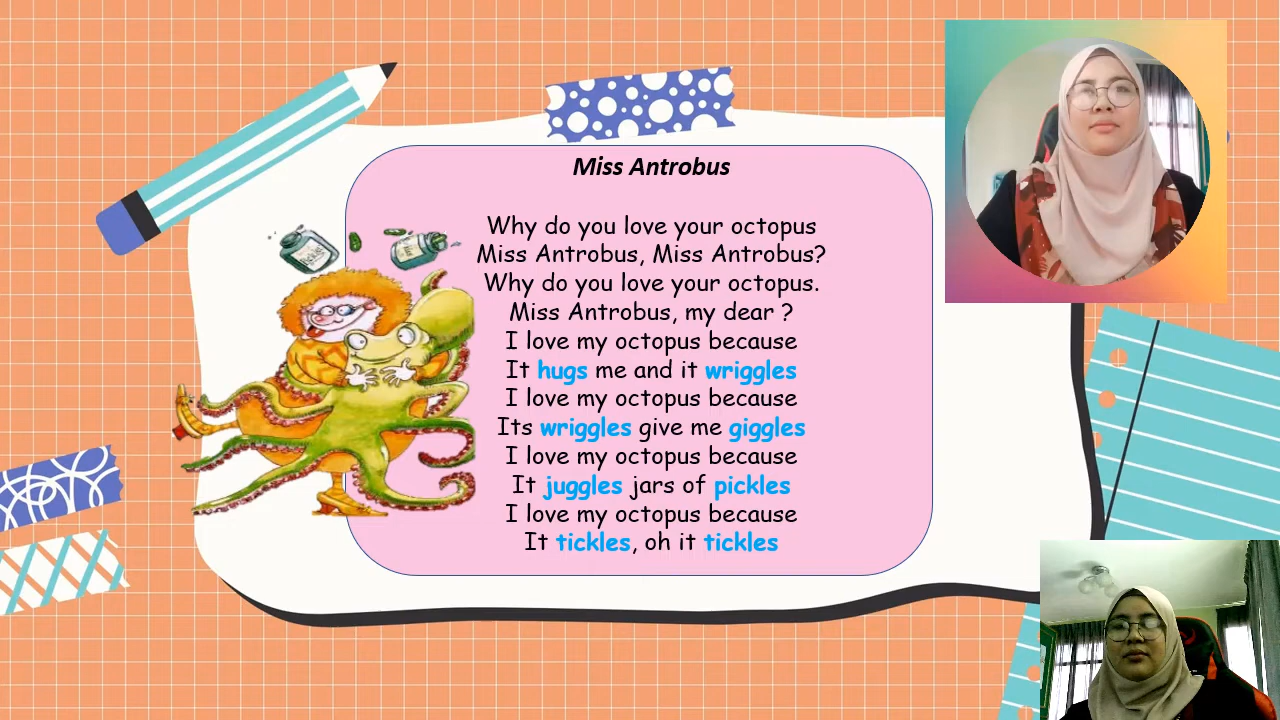 Miss Antrobus
Why do you love your octopus
Miss Antrobus, Miss Antrobus?
Why do you love your octopus.
Miss Antrobus, my dear ?
I love my octopus because
It hugs me and it wriggles
I love my octopus because
Its wriggles give me giggles
I love my octopus because
It juggles jars of pickles
I love my octopus because
It tickles, oh it tickles